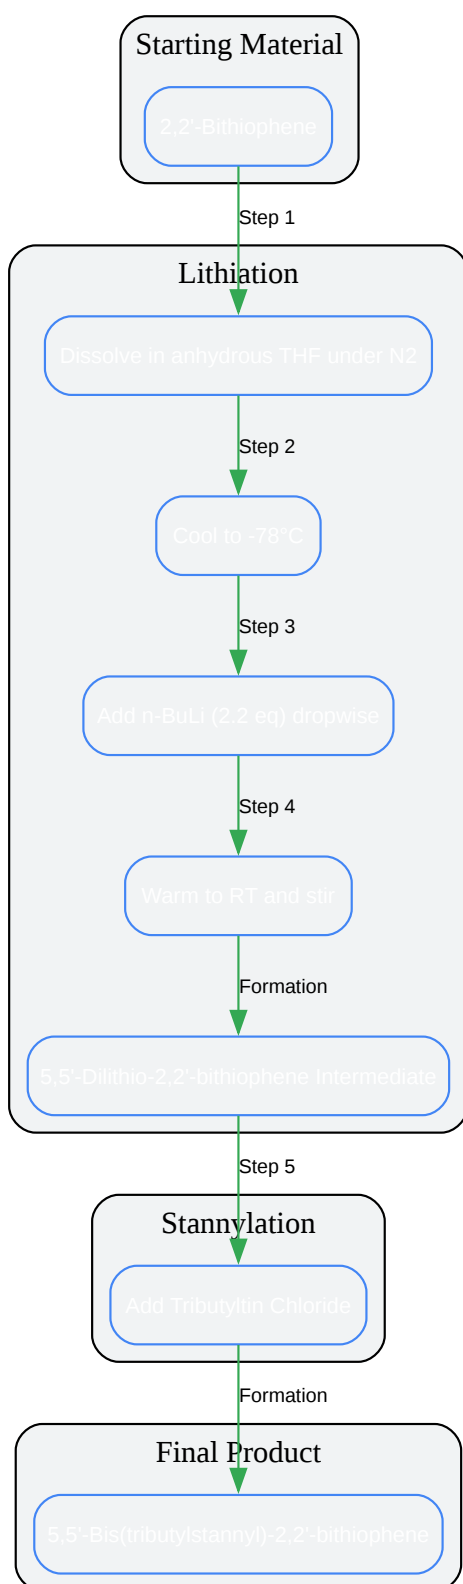 Starting Material
2,2'-Bithiophene
Step 1
Lithiation
Dissolve in anhydrous THF under N2
Step 2
Cool to -78°C
Step 3
Add n-BuLi (2.2 eq) dropwise
Step 4
Warm to RT and stir
Formation
5,5'-Dilithio-2,2'-bithiophene Intermediate
Step 5
Stannylation
Add Tributyltin Chloride
Formation
Final Product
5,5'-Bis(tributylstannyl)-2,2'-bithiophene